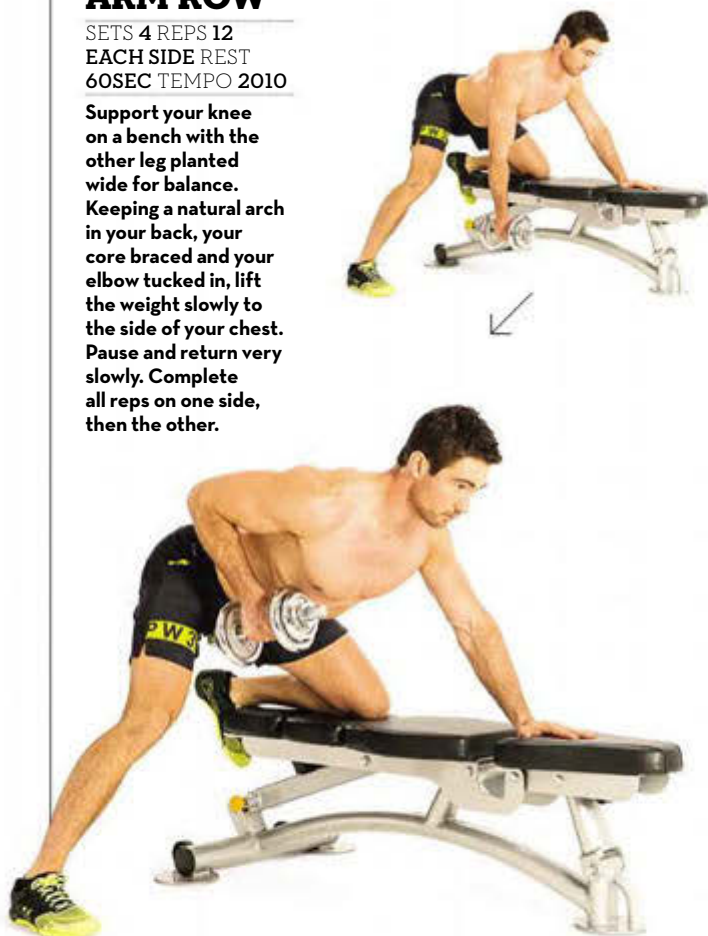 ARM ROW
SETS 4 REPS 12
EACH SIDE REST
60SEC TEMPO 2010
Support your knee
on a bench with the
other leg planted
wide for balance.
Keeping a natural arch
in your back, your
core braced and your
elbow tucked in, lift
the weight slowly to
the side of your chest.
Pause and return very
slowly. Complete
all reps on one side,
then the other.
PW3
PW3